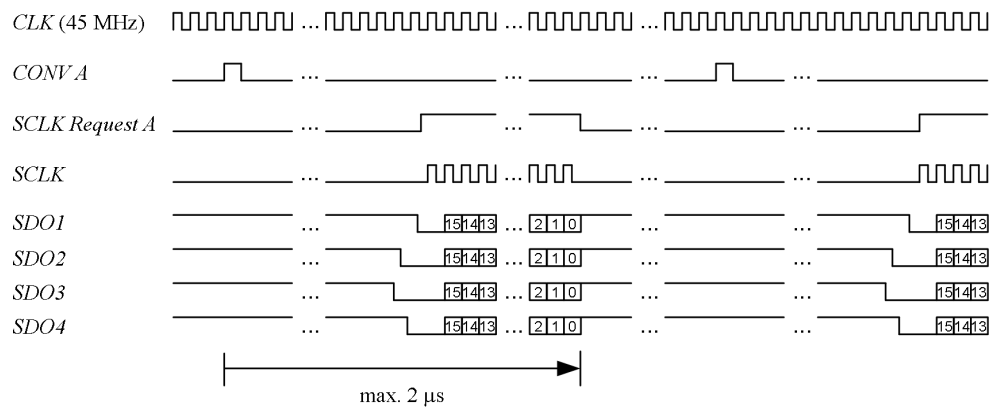 CLK (45 MHz) ... ... ...
CONV A ... ... ...
SCLK Request A ... ... ... ...
SCLK ... ... ... ...
SDO1 ... 15 14 13 ... 2 1 0 ... ... 15 14 13
SDO2 ... 15 14 13 ... 2 1 0 ... ... 15 14 13
SDO3 ... 15 14 13 ... 2 1 0 ... ... 15 14 13
SDO4 ... 15 14 13 ... 2 1 0 ... ... 15 14 13
max. 2 μs